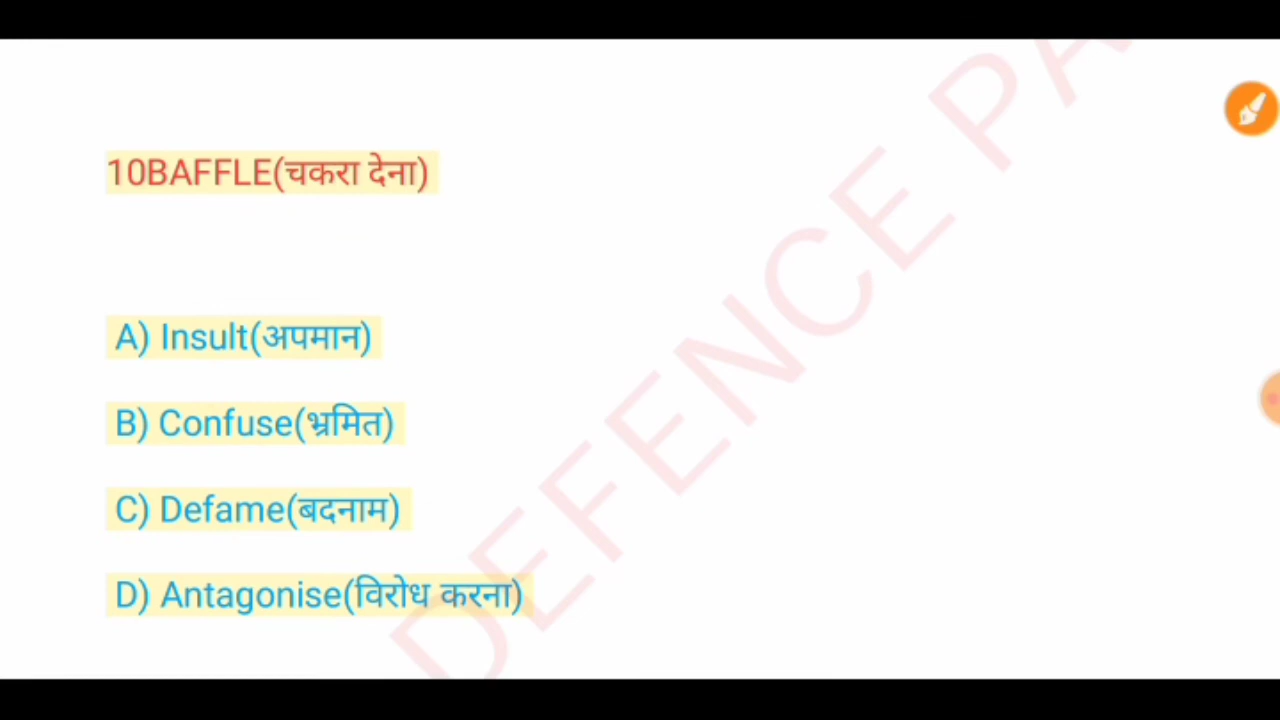 10BAFFLE(चकरा देना)
A) Insult(अपमान)
B) Confuse(भ्रमित)
C) Defame(बदनाम)
D) Antagonise(विरोध करना)
DEFENCE PA